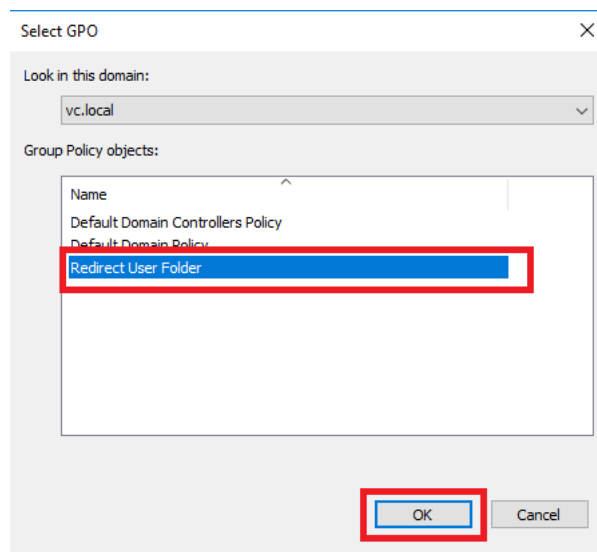 Select GPO
Look in this domain:
vc.local
Group Policy objects:
Name
Default Domain Controllers Policy
Default Domain Policy
Redirect User Folder
OK Cancel